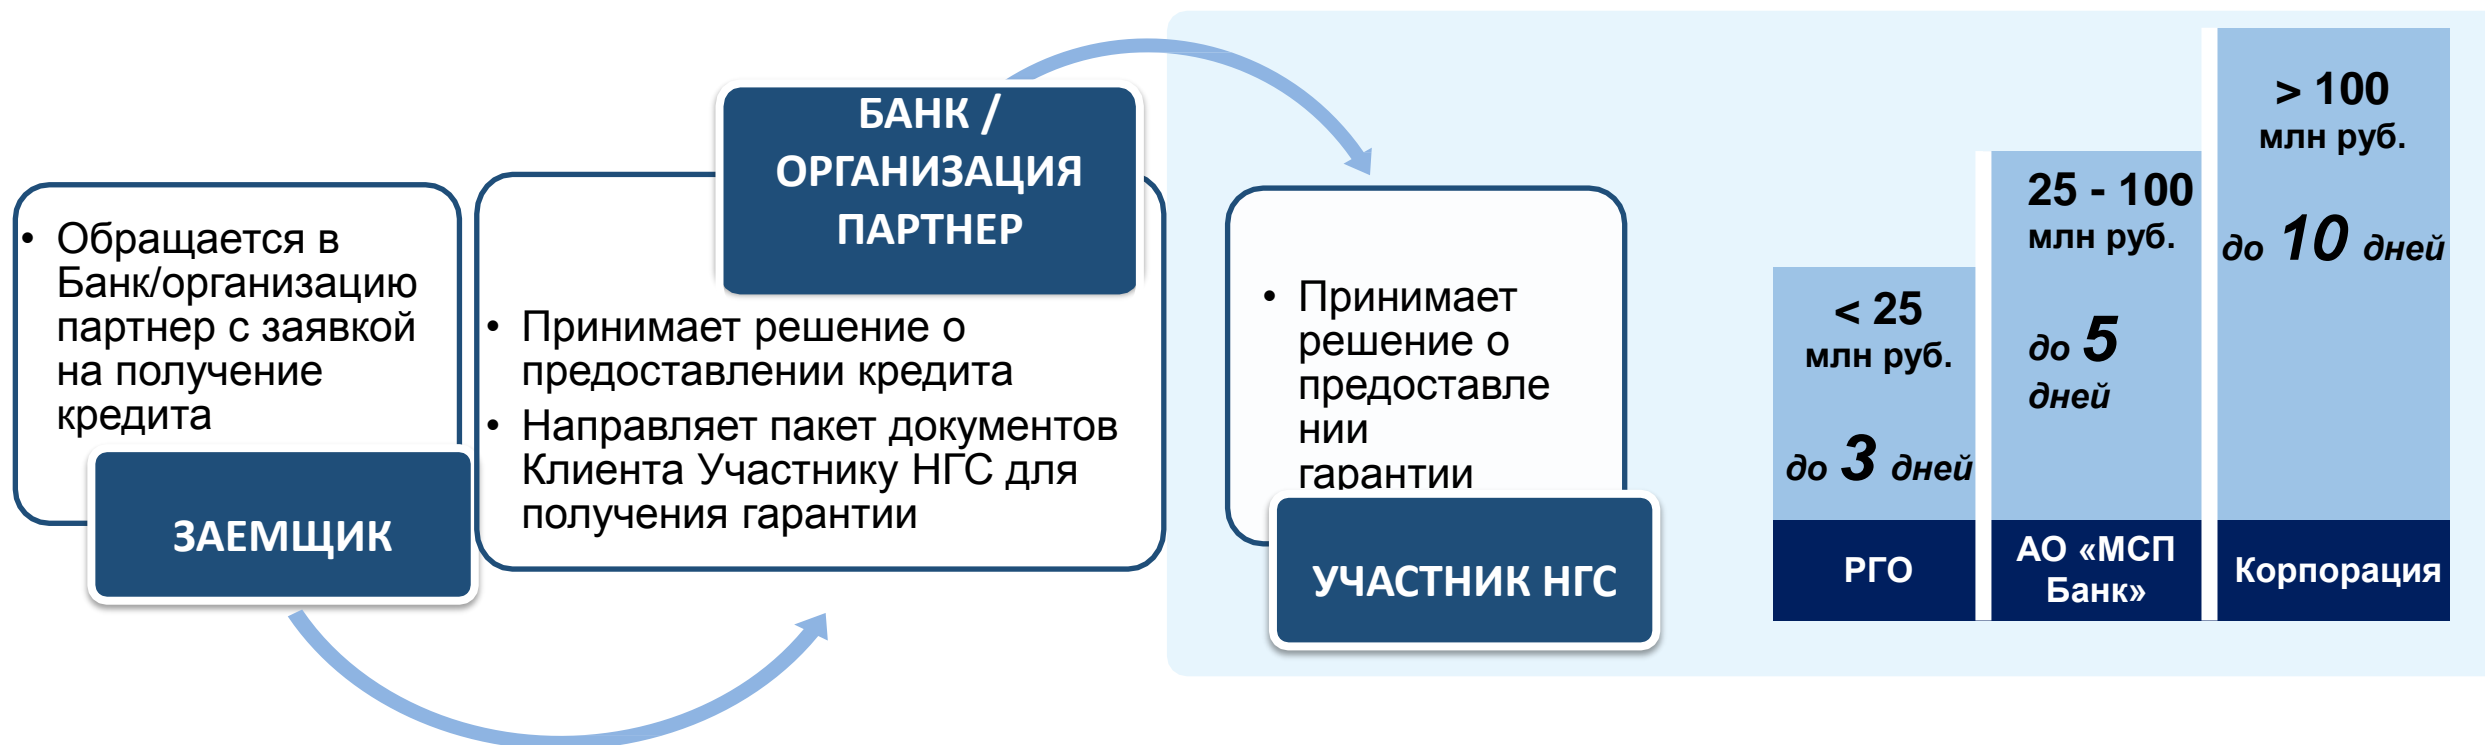 • Обращается в
Банк/организацию
партнер с заявкой
на получение
кредита
ЗАЕМЩИК
БАНК /
ОРГАНИЗАЦИЯ
ПАРТНЕР
• Принимает решение о
предоставлении кредита
• Направляет пакет документов
Клиента Участнику НГС для
получения гарантии
• Принимает
решение о
предоставле
нии
гарантии
УЧАСТНИК НГС
< 25
млн руб.
до 3 дней
РГО
25 - 100
млн руб.
до 5
дней
АО «МСП
Банк»
> 100
млн руб.
до 10 дней
Корпорация